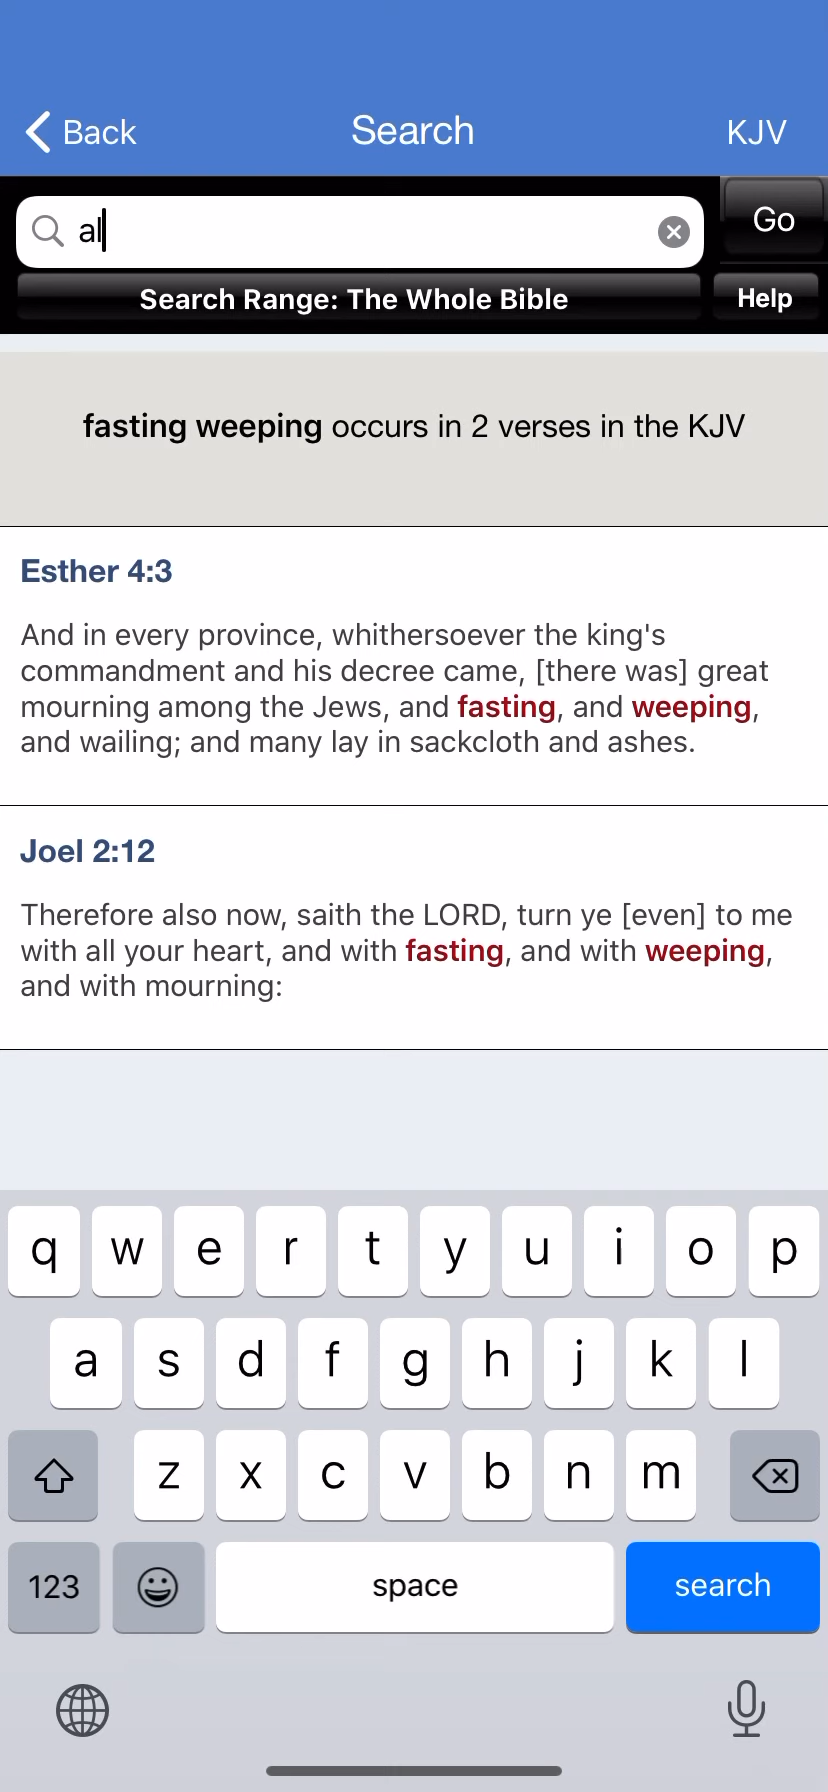 Back Search KJV
al Go
Search Range: The Whole Bible Help
fasting weeping occurs in 2 verses in the KJV
Esther 4:3
And in every province, whithersoever the king's
commandment and his decree came, [there was] great
mourning among the Jews, and fasting, and weeping,
and wailing; and many lay in sackcloth and ashes.
Joel 2:12
Therefore also now, saith the LORD, turn ye [even] to me
with all your heart, and with fasting, and with weeping,
and with mourning:
q w e r t y u i o p
a s d f g h j k l
z x c v b n m
123 space search